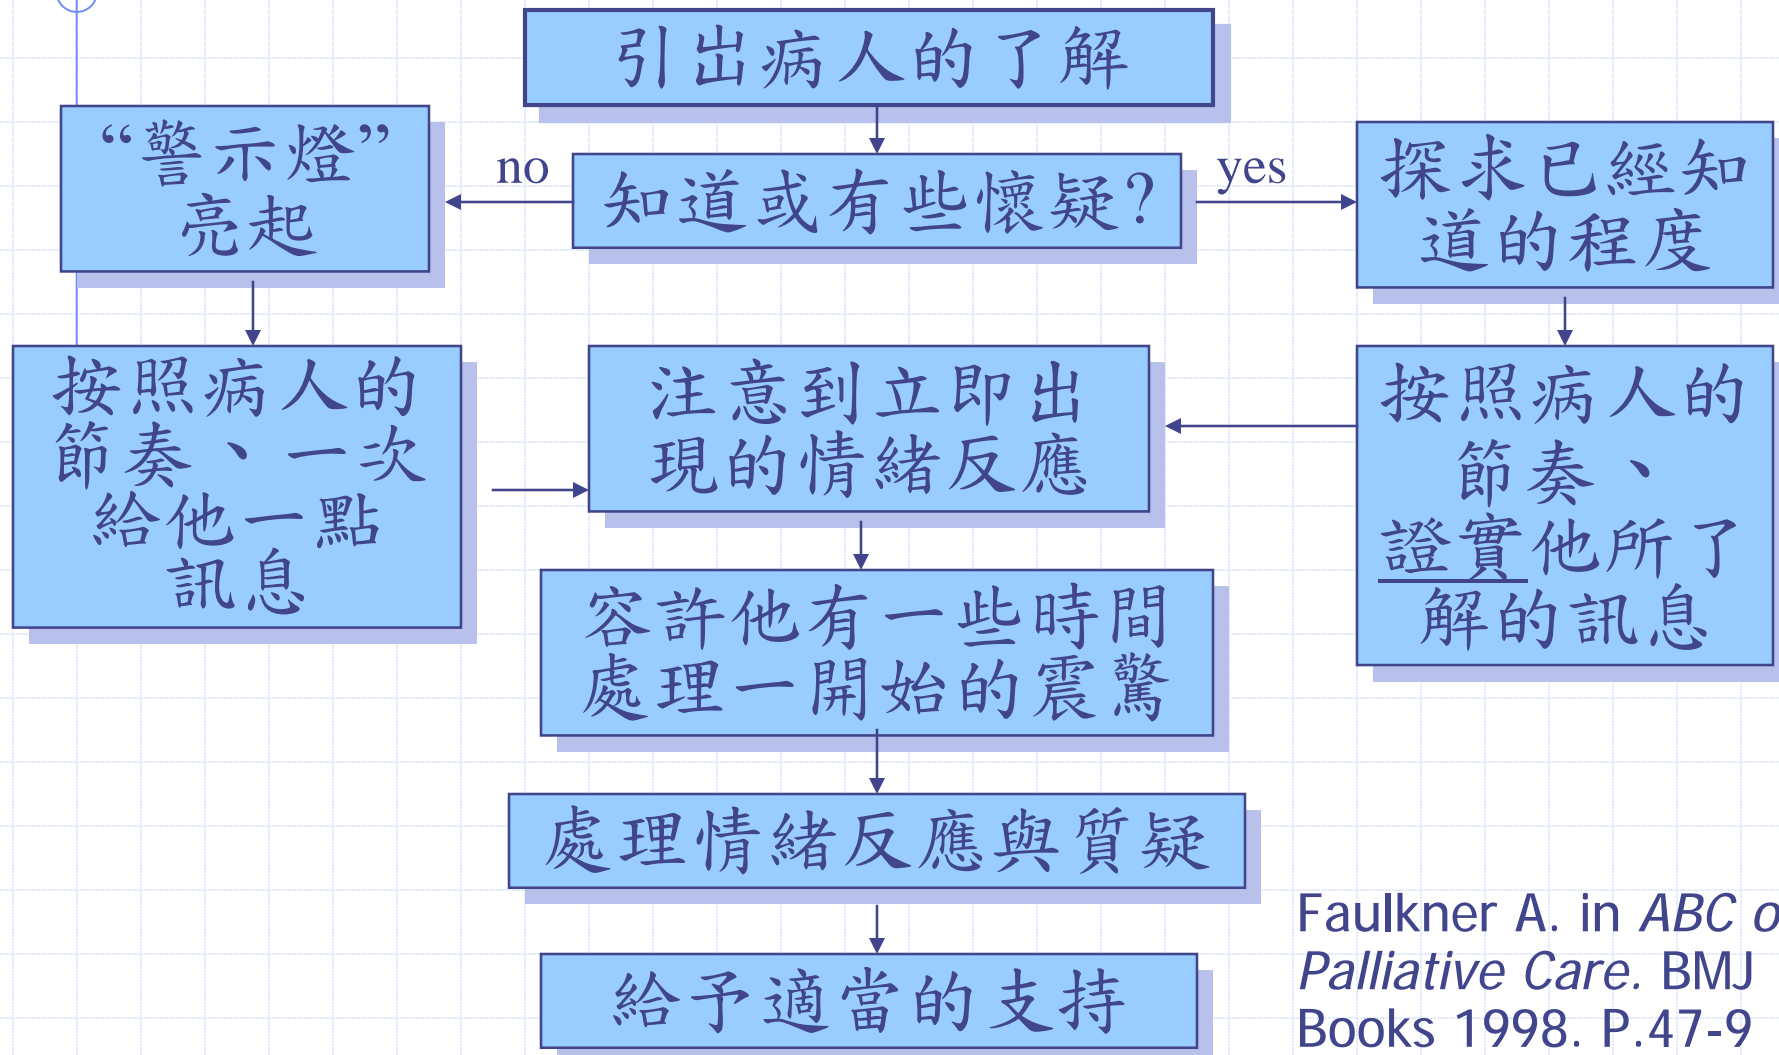 引出病人的了解
知道或有些懷疑?
no
yes
“警示燈”
亮起
探求已經知
道的程度
按照病人的
節奏、一次
給他一點
訊息
按照病人的
節奏、
證實他所了
解的訊息
注意到立即出
現的情緒反應
容許他有一些時間
處理一開始的震驚
處理情緒反應與質疑
給予適當的支持
Faulkner A. in ABC o
Palliative Care. BMJ
Books 1998. P.47-9